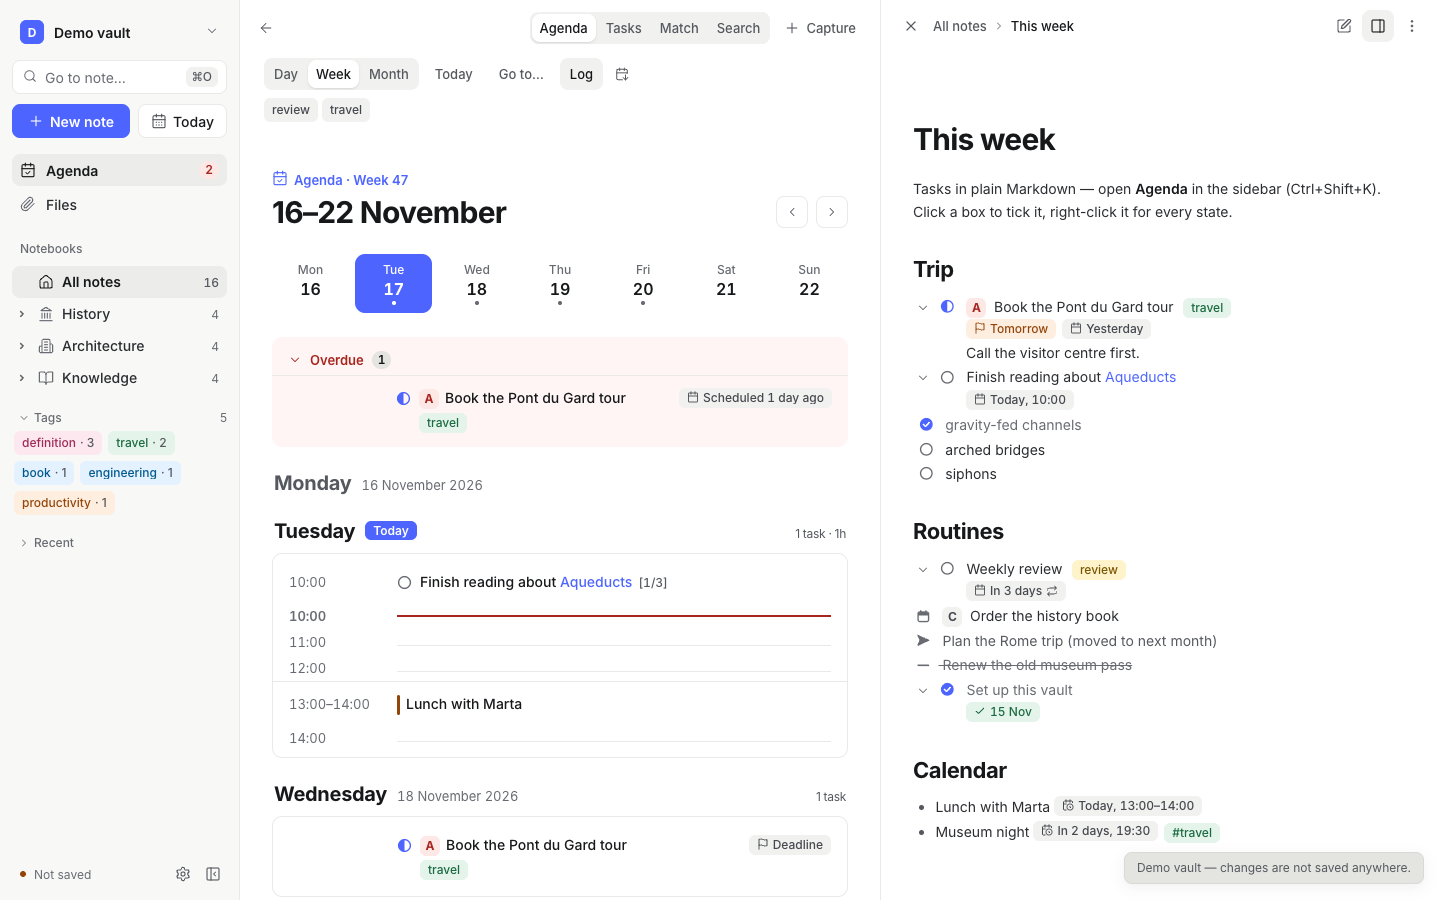 D Demo vault
Go to note... ⌘O
+ New note Today
Agenda 2
Files
Notebooks
All notes 16
History 4
Architecture 4
Knowledge 4
Tags 5
definition · 3 travel · 2
book · 1 engineering · 1
productivity · 1
Recent
Not saved
Agenda Tasks Match Search + Capture
Day Week Month Today Go to... Log
review travel
Agenda · Week 47
16–22 November
Mon Tue Wed Thu Fri Sat Sun
16 17 18 19 20 21 22
Overdue 1
A Book the Pont du Gard tour Scheduled 1 day ago
travel
Monday 16 November 2026
Tuesday Today 1 task · 1h
10:00 Finish reading about Aqueducts [1/3]
10:00
11:00
12:00
13:00–14:00 Lunch with Marta
14:00
Wednesday 18 November 2026 1 task
A Book the Pont du Gard tour Deadline
travel
All notes > This week
This week
Tasks in plain Markdown — open Agenda in the sidebar (Ctrl+Shift+K).
Click a box to tick it, right-click it for every state.
Trip
A Book the Pont du Gard tour travel
Tomorrow Yesterday
Call the visitor centre first.
Finish reading about Aqueducts
Today, 10:00
gravity-fed channels
arched bridges
siphons
Routines
Weekly review review
In 3 days
C Order the history book
Plan the Rome trip (moved to next month)
Renew the old museum pass
Set up this vault
15 Nov
Calendar
• Lunch with Marta Today, 13:00–14:00
• Museum night In 2 days, 19:30 #travel
Demo vault — changes are not saved anywhere.